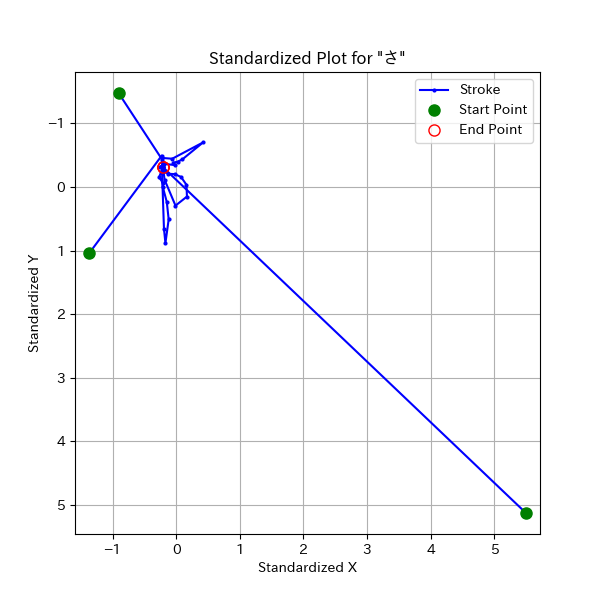 Standardized Plot for "さ"
Stroke
Start Point
End Point
Standardized Y
−1
0
1
2
3
4
5
−1 0 1 2 3 4 5
Standardized X